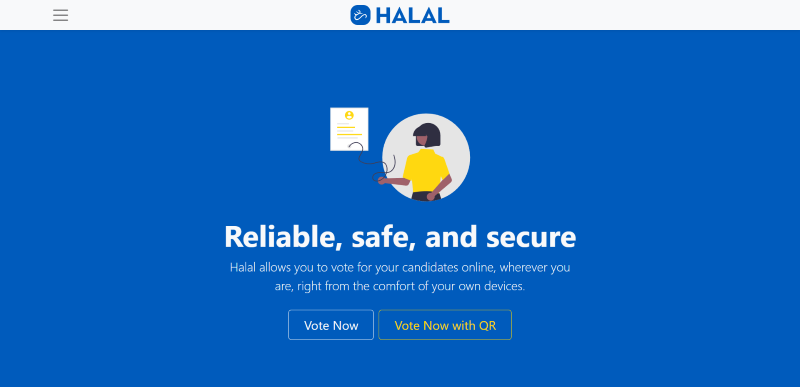 HALAL
Reliable, safe, and secure
Halal allows you to vote for your candidates online, wherever you
are, right from the comfort of your own devices.
Vote Now
Vote Now with QR